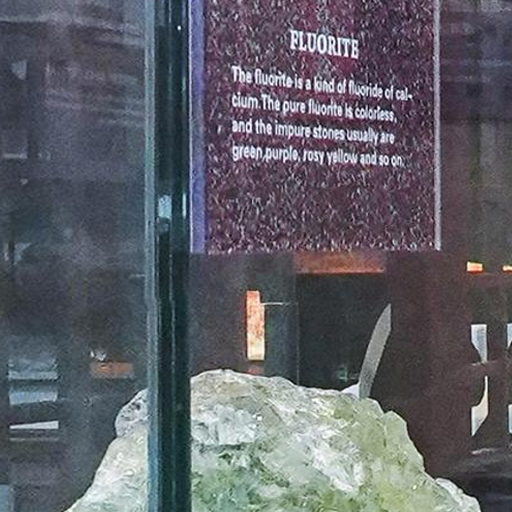 FLUORITE
The fluorite is a kind of fluoride of cal-
cium.The pure fluorite is colorless,
and the impure stones usually are
green,purple, rosy yellow and so on.